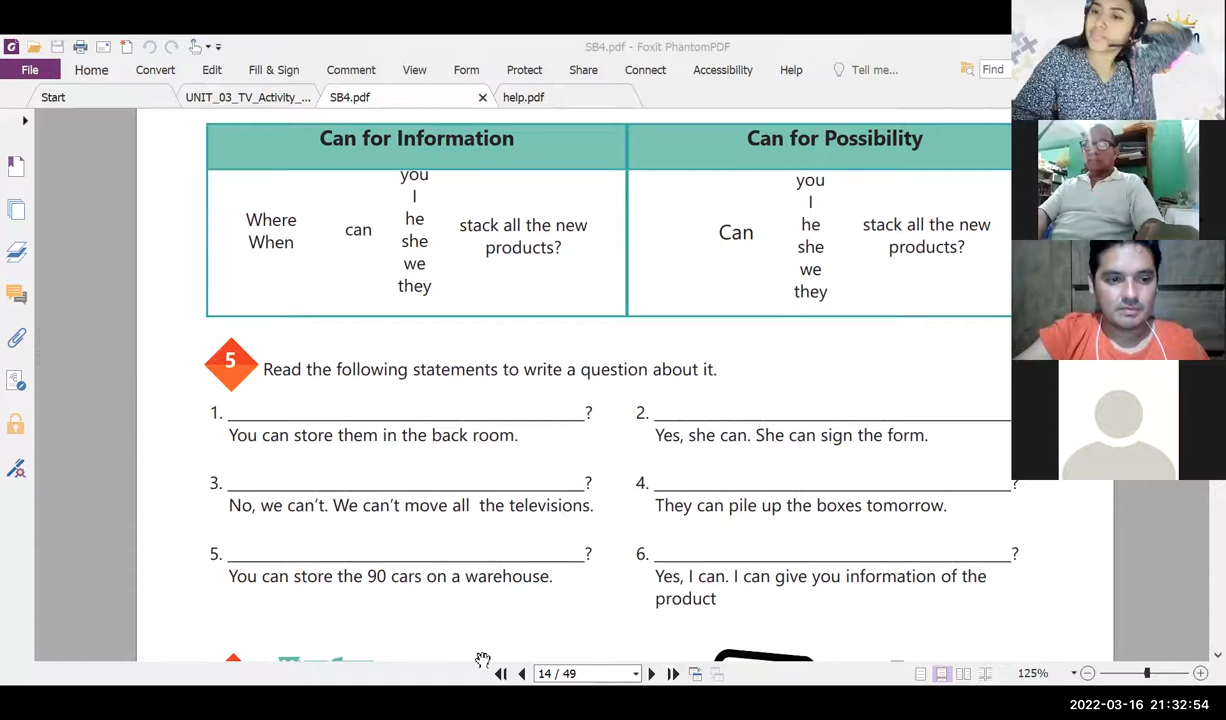 SB4.pdf - Foxit PhantomPDF
File Home Convert Edit Fill & Sign Comment View Form Protect Share Connect Accessibility Help Tell me... Find
Start UNIT_03_TV_Activity_... SB4.pdf help.pdf
Can for Information
Where
When
can
you
I
he
she
we
they
stack all the new
products?
Can for Possibility
Can
you
I
he
she
we
they
stack all the new
products?
5 Read the following statements to write a question about it.
1. ?
You can store them in the back room.
2.
Yes, she can. She can sign the form.
3. ?
No, we can't. We can't move all the televisions.
4. ?
They can pile up the boxes tomorrow.
5. ?
You can store the 90 cars on a warehouse.
6. ?
Yes, I can. I can give you information of the
product
14 / 49
125%
2022-03-16 21:32:54